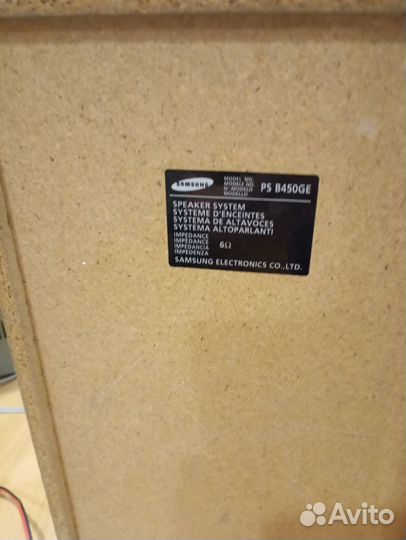 SAMSUNG
MODEL NO.
MODELE NO.
N° MODELO
MODELLO
PS B450GE
SPEAKER SYSTEM
SYSTEME D'ENCEINTES
SYSTEMA DE ALTAVOCES
SYSTEMA ALTOPARLANTI
IMPEDANCE
IMPEDANCE
IMPEDANCIA
IMPEDENZA
6Ω
SAMSUNG ELECTRONICS CO.,LTD.
Avito